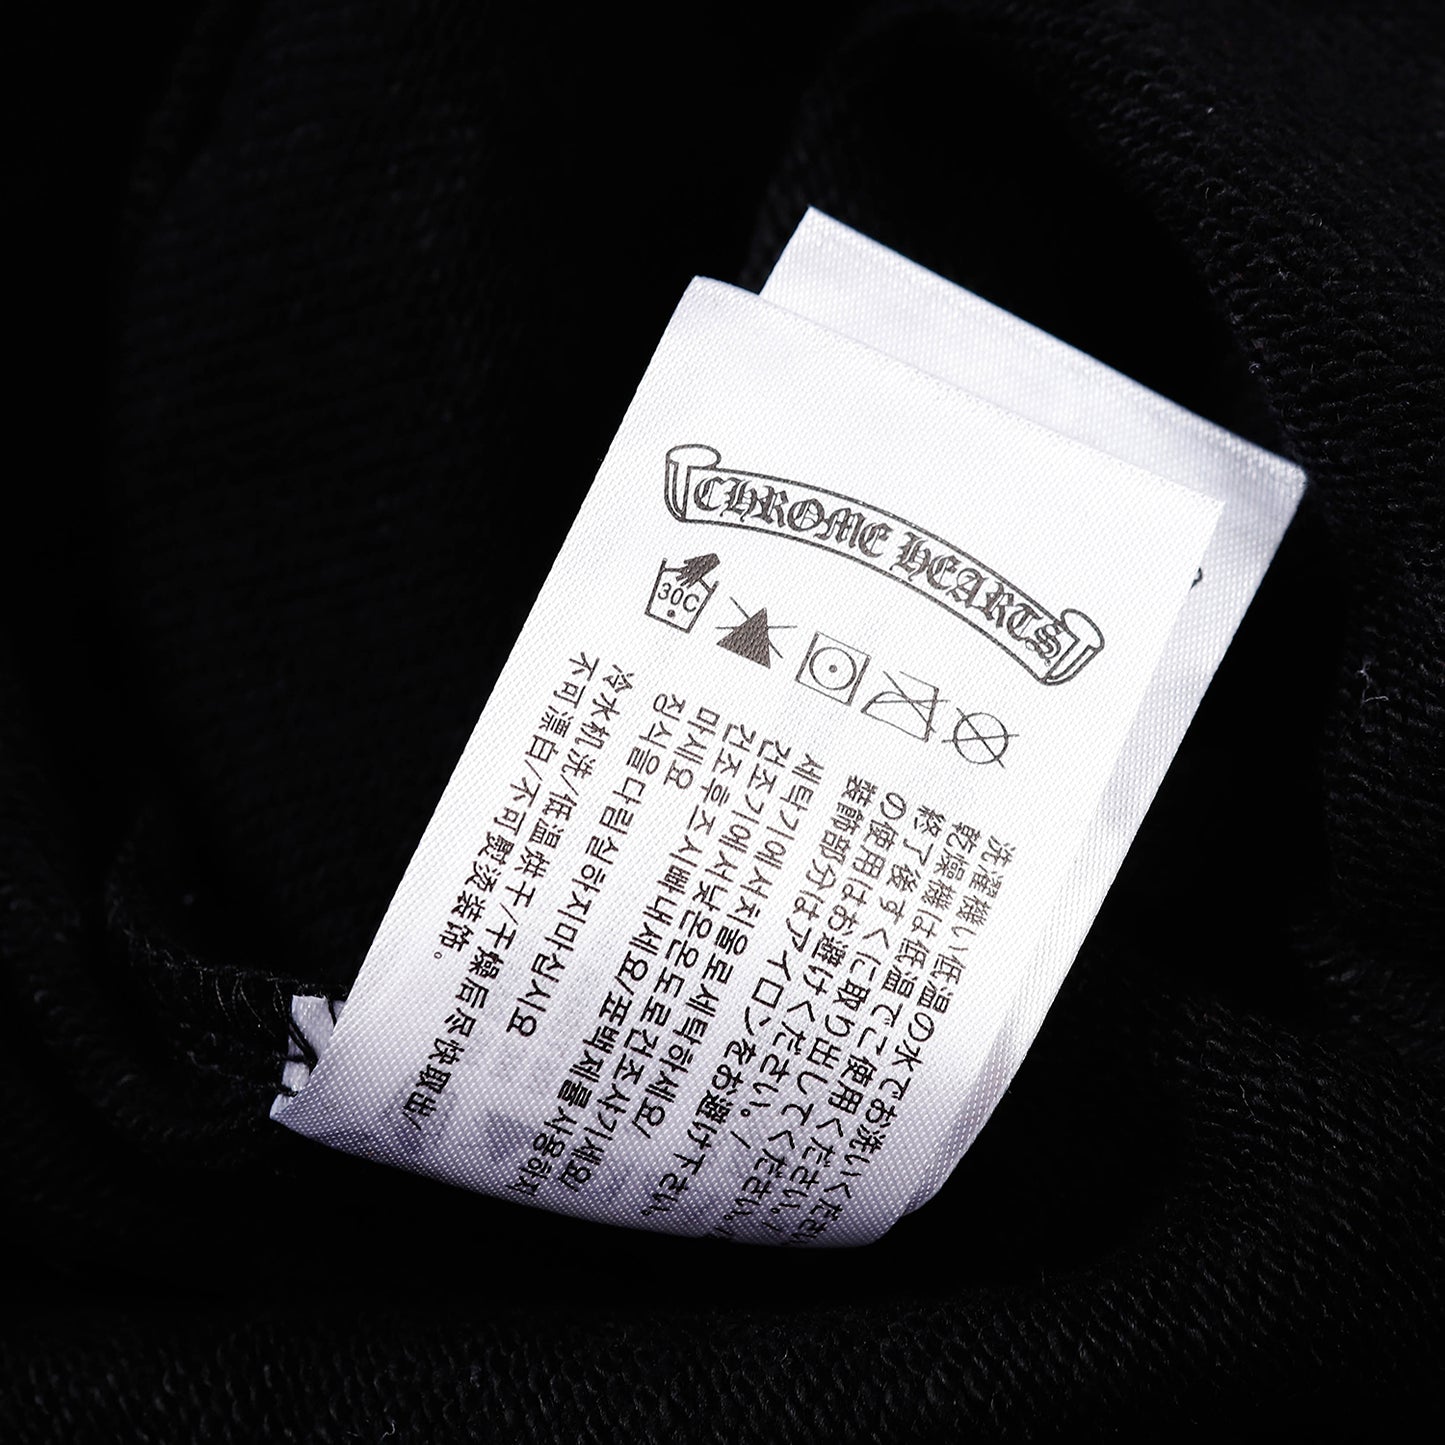 CHROME HEARTS
30C
洗濯機い低温の水でお洗いくださ
乾燥機は低温でご使用ください。/
終了後すぐに取り出してください。
の使用はお避けください。/
装飾部分はアイロンをお避け下さい。
세탁기에서처울로세탁하세요/
건조기에서낮은온도로건조사기세요/
건조후즈시빼내세요/표백제를사용하지
마세요
장식을다림실하지마십시요
冷水机洗/低温烘干/干燥后尽快取出/
不可漂白/不可熨烫装饰。